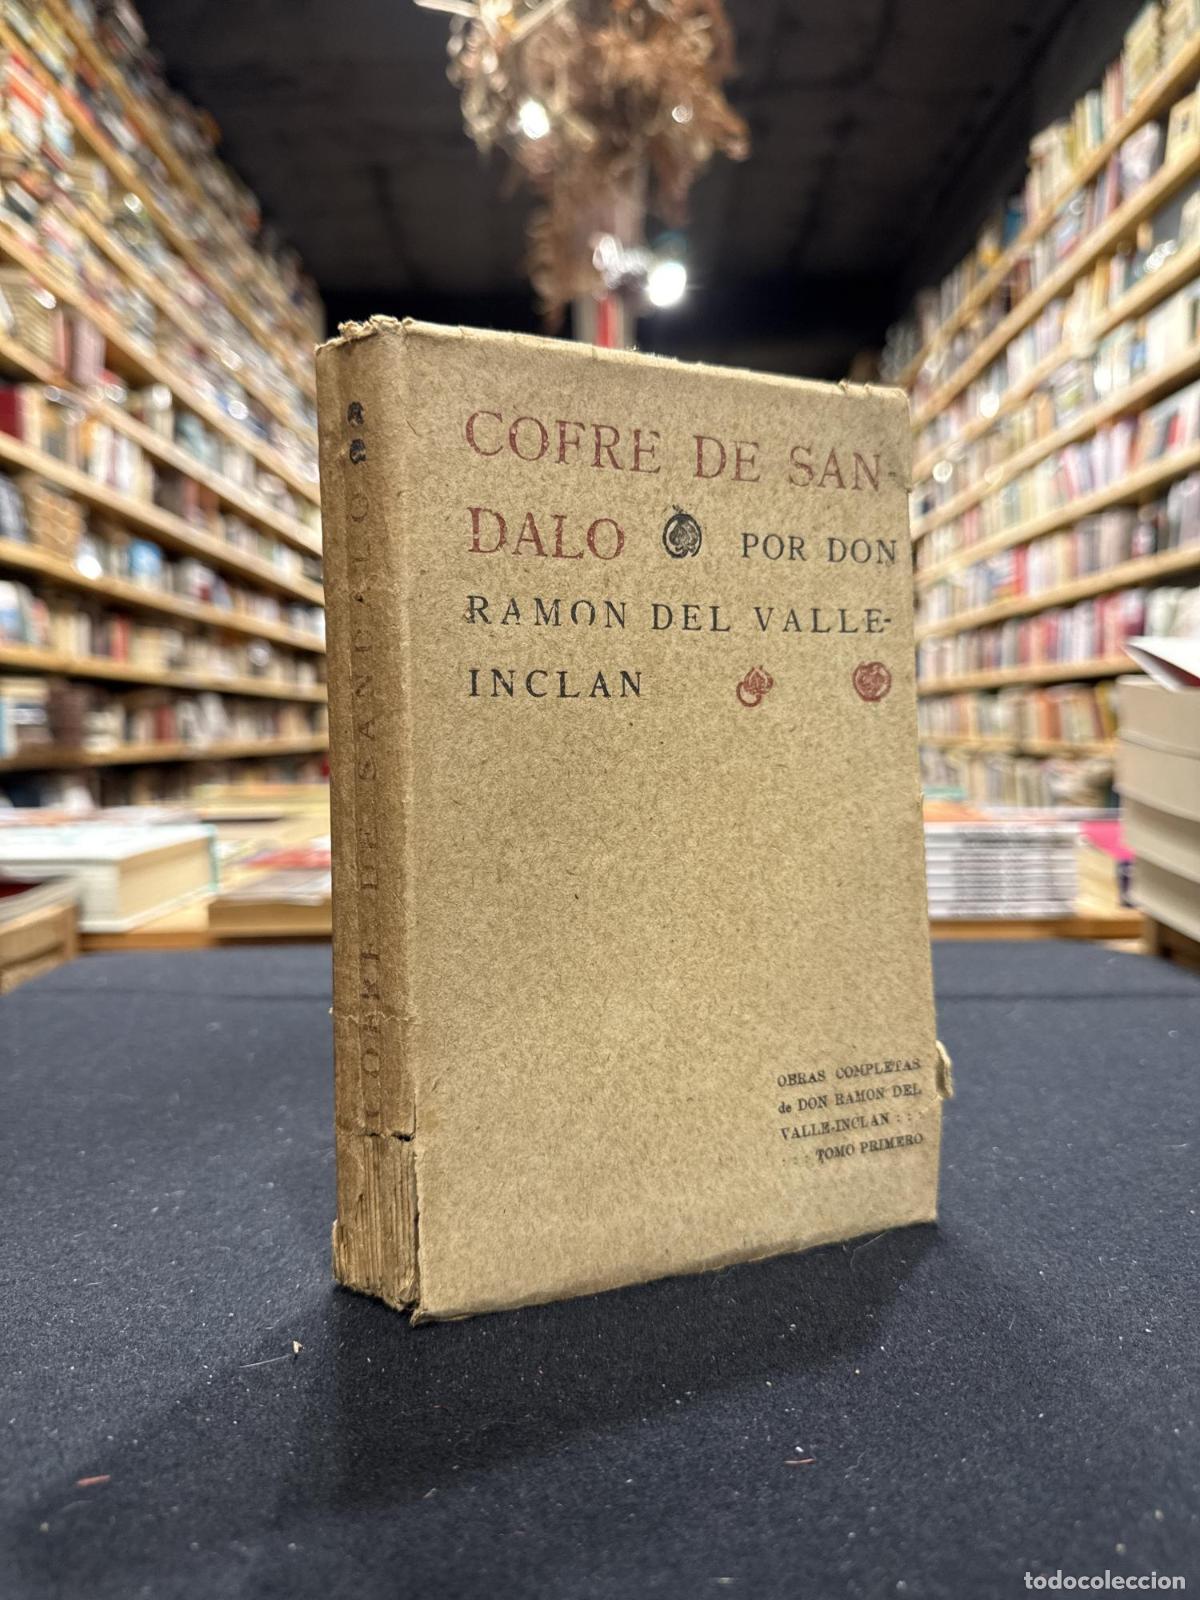 COFRE DE SAN-
DALO POR DON
RAMON DEL VALLE-
INCLAN
OBRAS COMPLETAS
de DON RAMON DEL
VALLE-INCLAN : : ·
· : : TOMO PRIMERO
COFRE DE SANDALO
todocoleccion